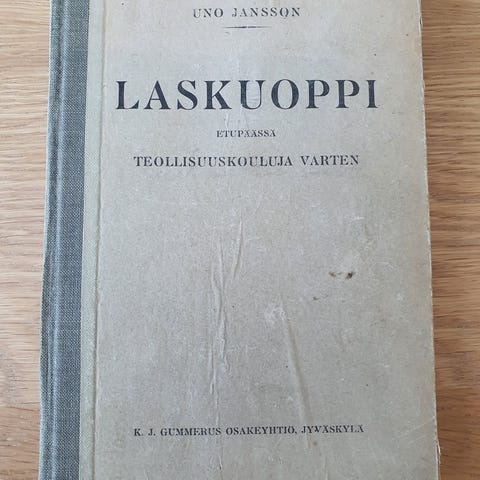 UNO JANSSON
LASKUOPPI
ETUPÄÄSSÄ
TEOLLISUUSKOULUJA VARTEN
K. J. GUMMERUS OSAKEYHTIÖ, JYVÄSKYLÄ